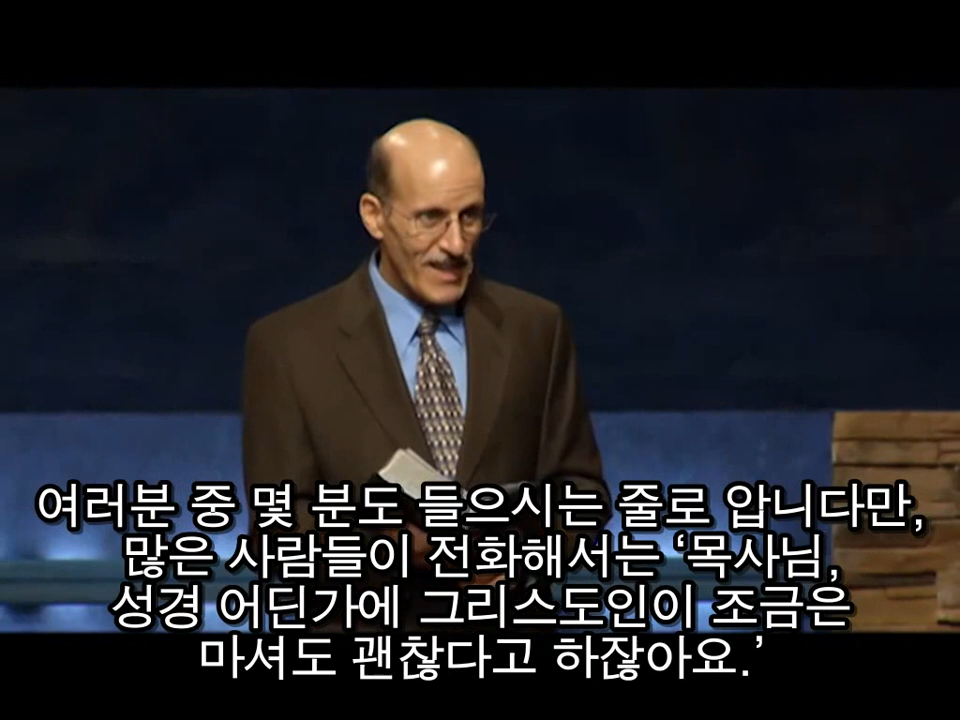 여러분 중 몇 분도 들으시는 줄로 압니다만,
많은 사람들이 전화해서는 ‘목사님,
성경 어딘가에 그리스도인이 조금은
마셔도 괜찮다고 하잖아요.’